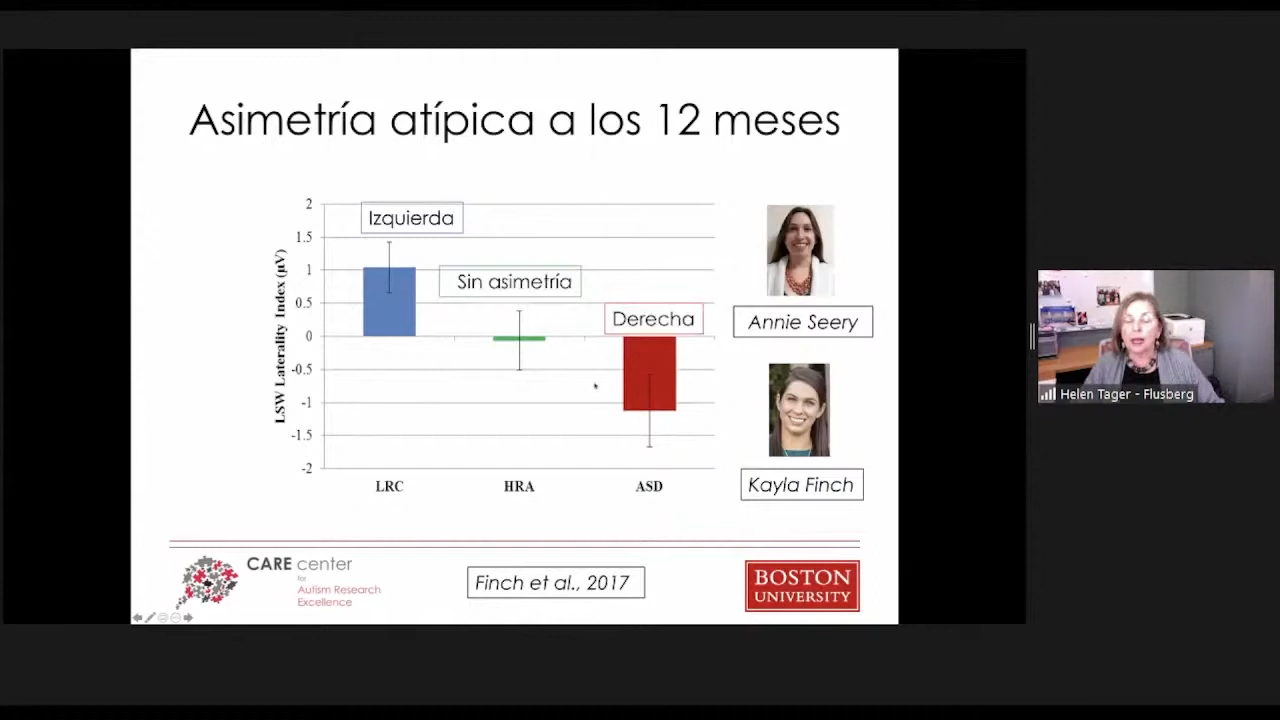 Asimetría atípica a los 12 meses
LSW Laterality Index (µV)
2
1.5
1
0.5
0
-0.5
-1
-1.5
-2
Izquierda
Sin asimetría
Derecha
LRC HRA ASD
Annie Seery
Kayla Finch
CARE center
for
Autism Research
Excellence
Finch et al., 2017
BOSTON
UNIVERSITY
Helen Tager - Flusberg